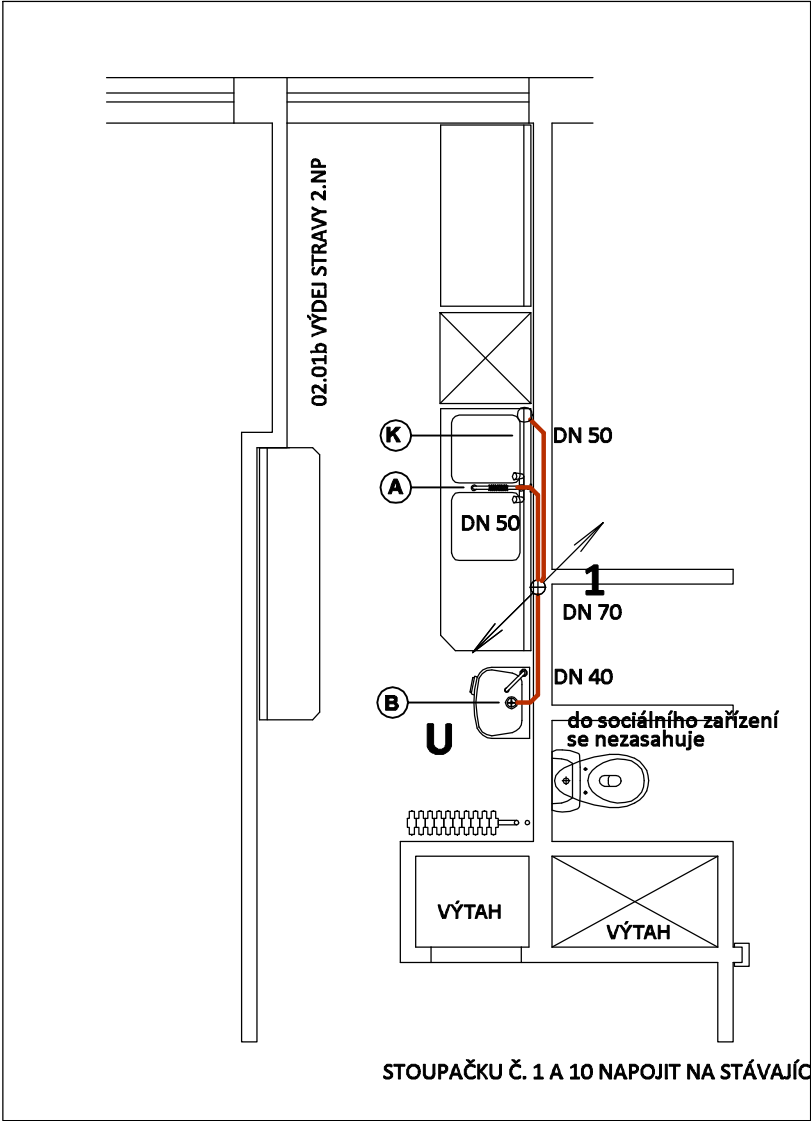 02.01b VÝDEJ STRAVY 2.NP
K
DN 50
A
DN 50
1
DN 70
DN 40
B
do sociálního zařízení
se nezasahuje
U
VÝTAH
VÝTAH
STOUPAČKU Č. 1 A 10 NAPOJIT NA STÁVAJÍC